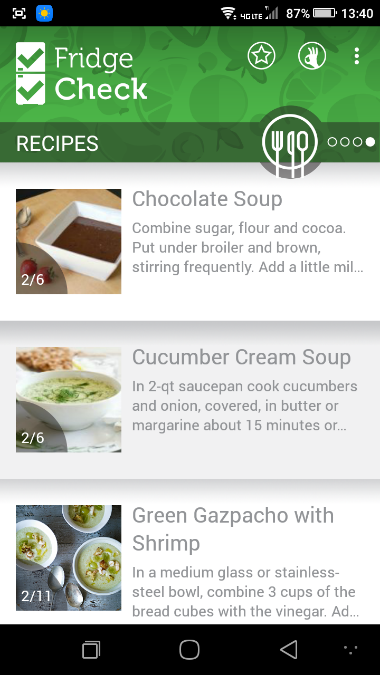 4G LTE 87% 13:40
Fridge
Check
RECIPES
Chocolate Soup
Combine sugar, flour and cocoa.
Put under broiler and brown,
stirring frequently. Add a little mil...
2/6
Cucumber Cream Soup
In 2-qt saucepan cook cucumbers
and onion, covered, in butter or
margarine about 15 minutes or...
2/6
Green Gazpacho with
Shrimp
In a medium glass or stainless-
steel bowl, combine 3 cups of the
bread cubes with the vinegar. Ad...
2/11